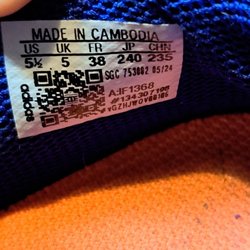 MADE IN CAMBODIA
US UK FR JP CHN
5½ 5 38 240 235
SGC 753002 05/24
adidas
A:IF1368